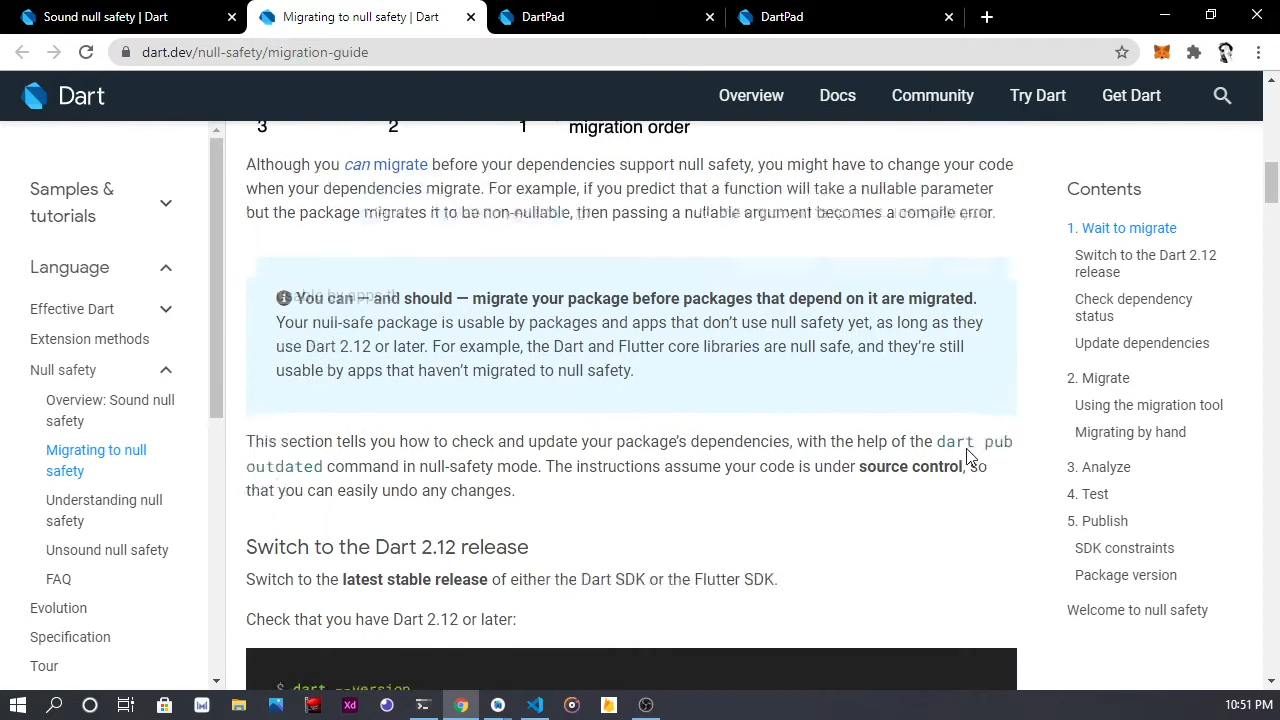 Sound null safety | Dart
Migrating to null safety | Dart
DartPad
DartPad
dart.dev/null-safety/migration-guide
Dart
Overview
Docs
Community
Try Dart
Get Dart
Samples &
tutorials
Language
Effective Dart
Extension methods
Null safety
Overview: Sound null
safety
Migrating to null
safety
Understanding null
safety
Unsound null safety
FAQ
Evolution
Specification
Tour
3 2 1 migration order
Although you can migrate before your dependencies support null safety, you might have to change your code
when your dependencies migrate. For example, if you predict that a function will take a nullable parameter
but the package migrates it to be non-nullable, then passing a nullable argument becomes a compile error.
You can — and should — migrate your package before packages that depend on it are migrated.
Your null-safe package is usable by packages and apps that don't use null safety yet, as long as they
use Dart 2.12 or later. For example, the Dart and Flutter core libraries are null safe, and they're still
usable by apps that haven't migrated to null safety.
This section tells you how to check and update your package's dependencies, with the help of the dart pub
outdated command in null-safety mode. The instructions assume your code is under source control, so
that you can easily undo any changes.
Switch to the Dart 2.12 release
Switch to the latest stable release of either the Dart SDK or the Flutter SDK.
Check that you have Dart 2.12 or later:
$ dart --version
Contents
1. Wait to migrate
Switch to the Dart 2.12
release
Check dependency
status
Update dependencies
2. Migrate
Using the migration tool
Migrating by hand
3. Analyze
4. Test
5. Publish
SDK constraints
Package version
Welcome to null safety
Xd
10:51 PM